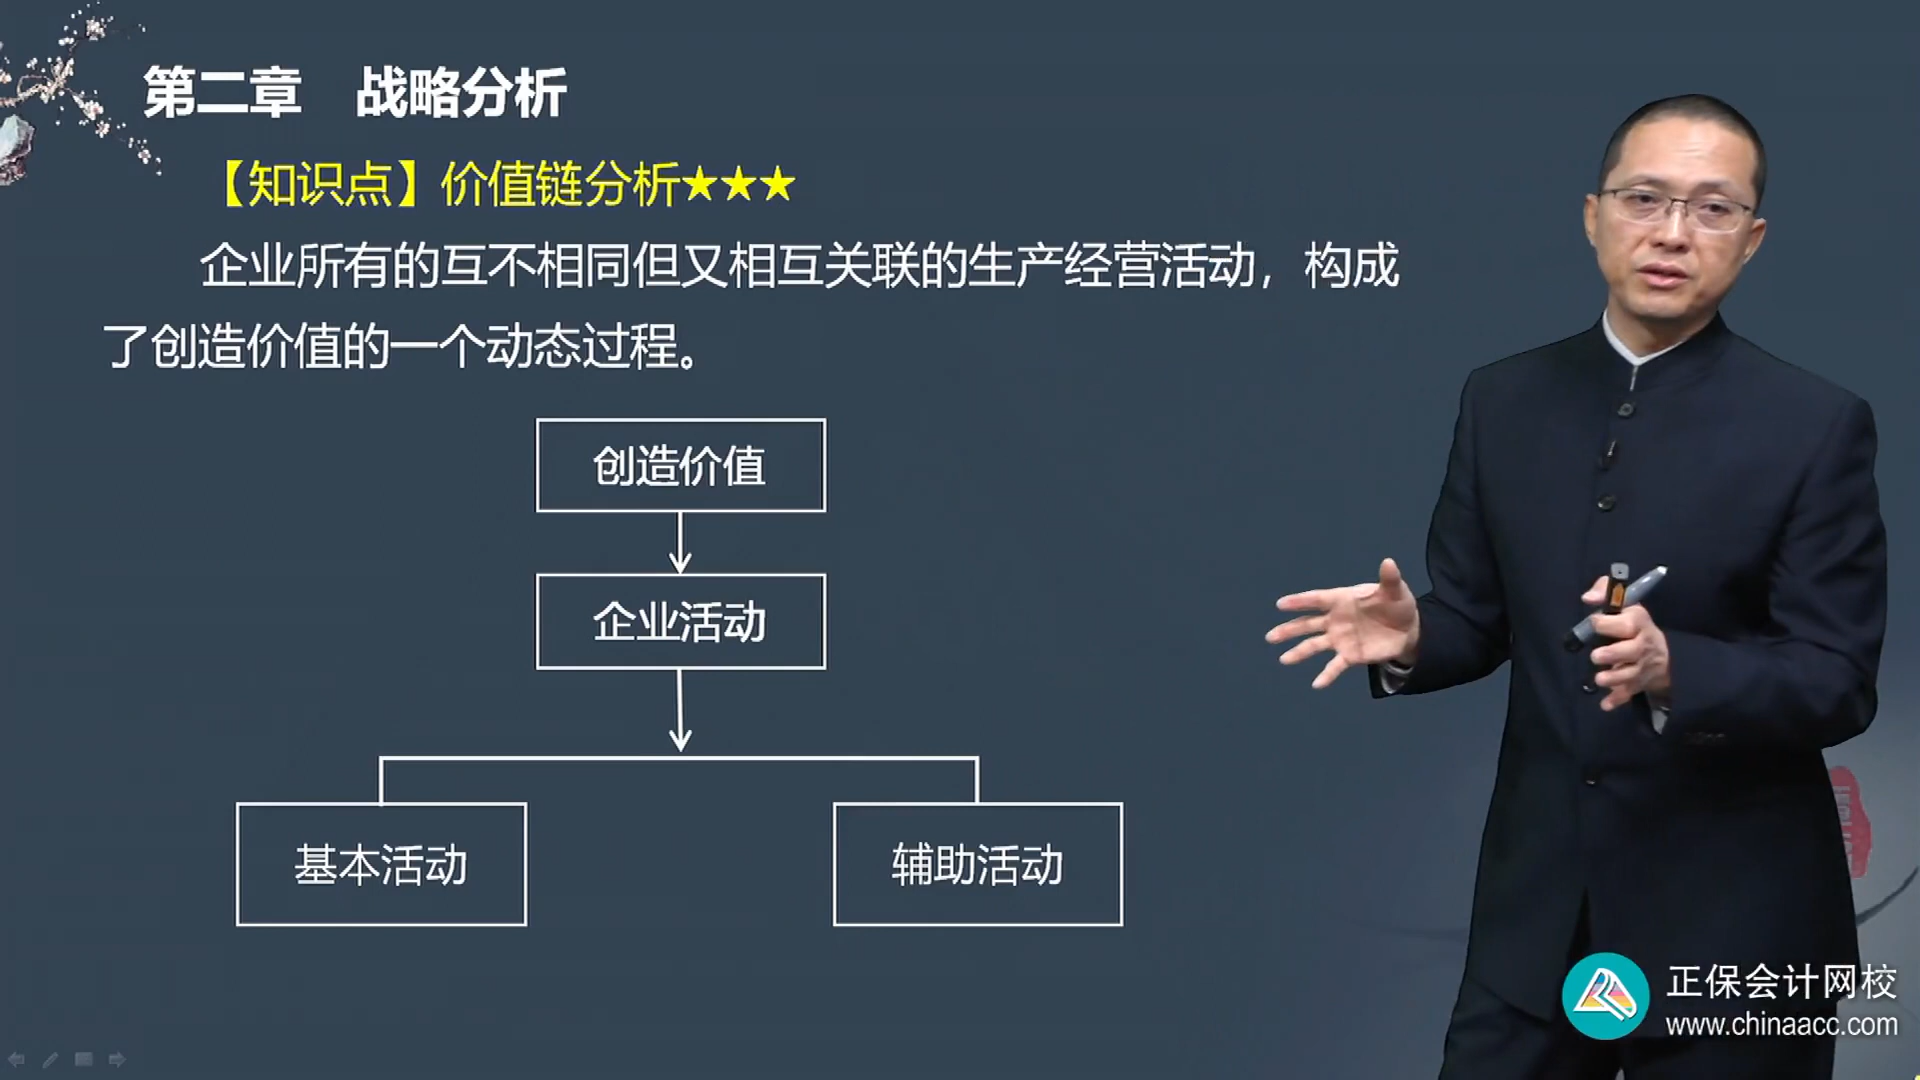 第二章 战略分析
【知识点】价值链分析★★★
企业所有的互不相同但又相互关联的生产经营活动，构成
了创造价值的一个动态过程。
创造价值
企业活动
基本活动
辅助活动
正保会计网校
www.chinaacc.com